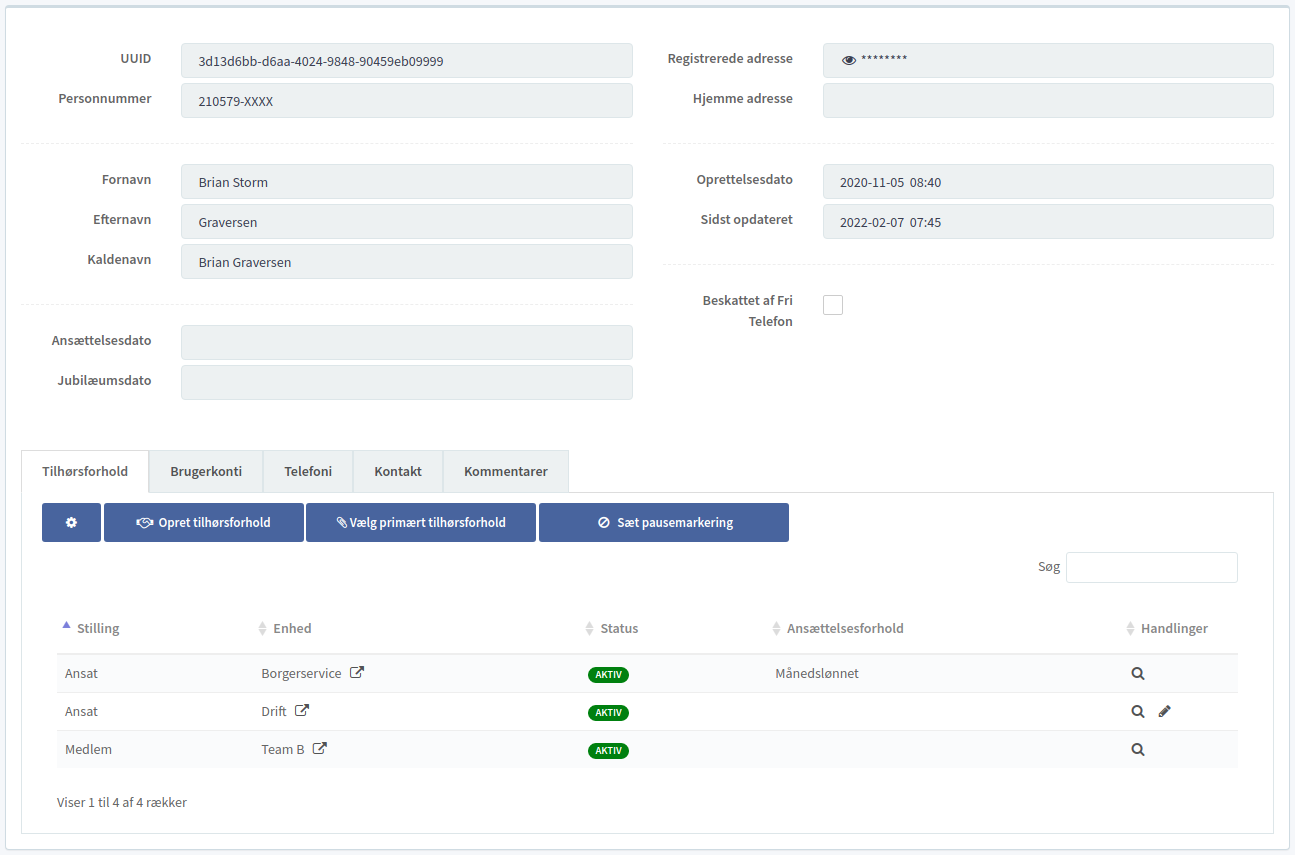 UUID 3d13d6bb-d6aa-4024-9848-90459eb09999
Personnummer 210579-XXXX
Fornavn Brian Storm
Efternavn Graversen
Kaldenavn Brian Graversen
Ansættelsesdato
Jubilæumsdato
Registrerede adresse ********
Hjemme adresse
Oprettelsesdato 2020-11-05 08:40
Sidst opdateret 2022-02-07 07:45
Beskattet af Fri
Telefon
Tilhørsforhold Brugerkonti Telefoni Kontakt Kommentarer
Opret tilhørsforhold Vælg primært tilhørsforhold Sæt pausemarkering
Søg
Stilling Enhed Status Ansættelsesforhold Handlinger
Ansat Borgerservice AKTIV Månedslønnet
Ansat Drift AKTIV
Medlem Team B AKTIV
Viser 1 til 4 af 4 rækker